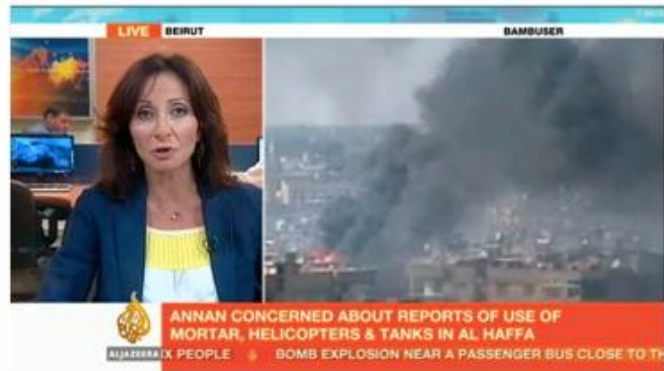 LIVE BEIRUT BAMBUSER
ANNAN CONCERNED ABOUT REPORTS OF USE OF
MORTAR, HELICOPTERS & TANKS IN AL HAFFA
ALJAZEERA IX PEOPLE BOMB EXPLOSION NEAR A PASSENGER BUS CLOSE TO TH